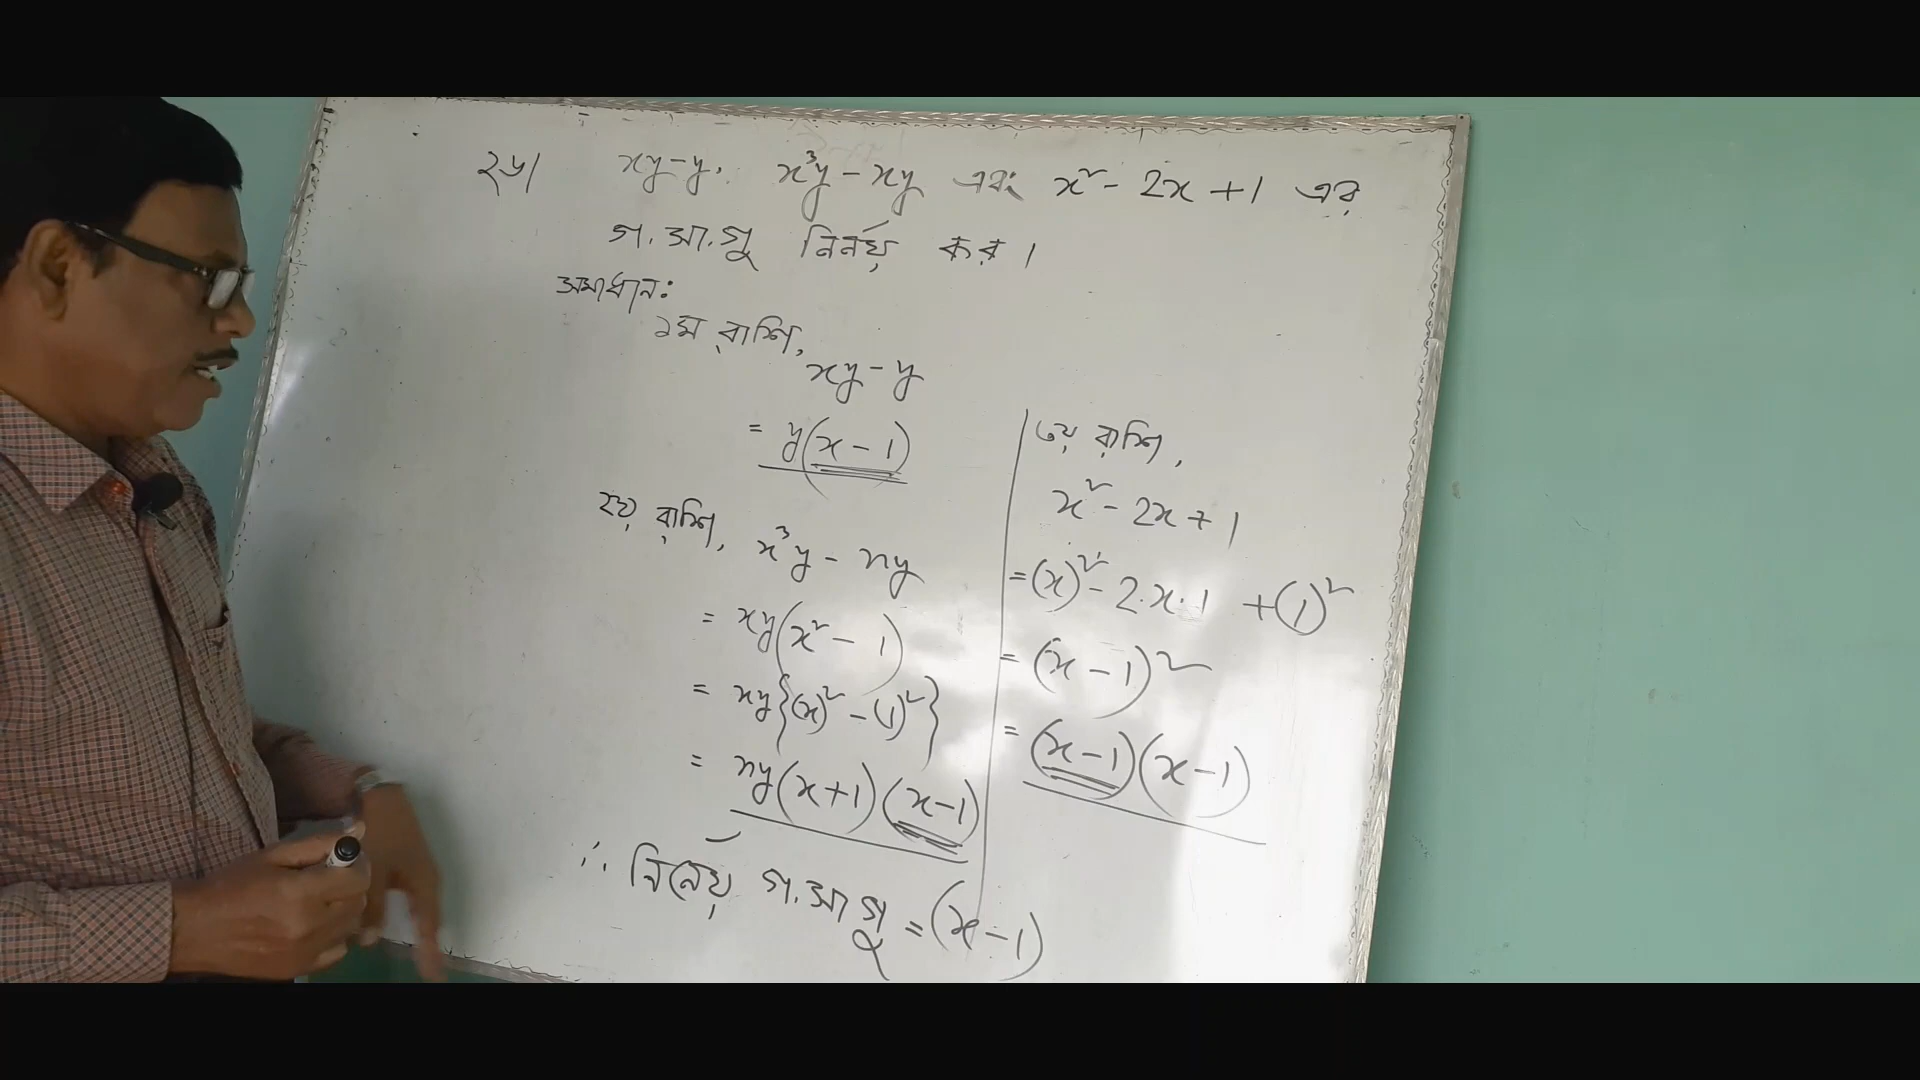 ২৬। xy-y, x³y - xy এবং x² - 2x + 1 এর
গ.সা.গু নির্নয় কর।
সমাধান:
১ম রাশি,
xy - y
= y(x - 1)
২য় রাশি, x³y - xy
= xy(x² - 1)
= xy{(x)² - (1)²}
= xy(x+1)(x-1)
৩য় রাশি,
x² - 2x + 1
= (x)² - 2.x.1 + (1)²
= (x - 1)²
= (x-1)(x-1)
∴ নির্নেয় গ.সা.গু = (x-1)